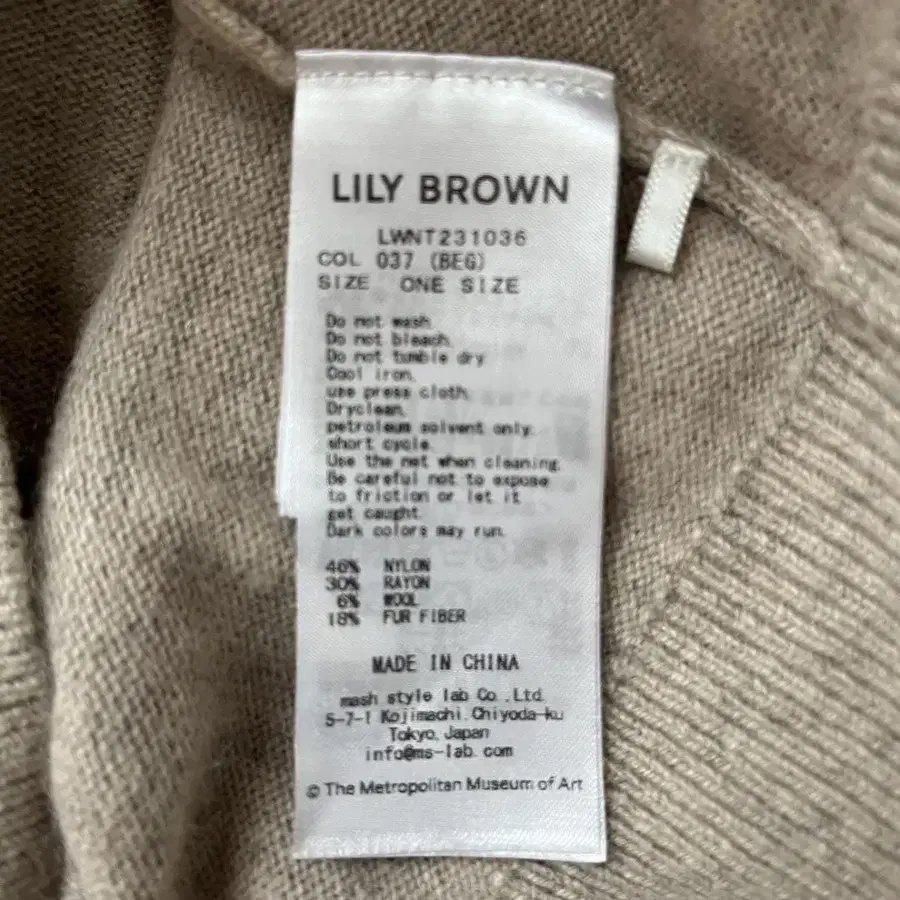 LILY BROWN
LWNT231036
COL 037 (BEG)
SIZE ONE SIZE
Do not wash.
Do not bleach.
Do not tumble dry
Cool iron.
use press cloth.
Dryclean.
petroleum solvent only.
short cycle.
Use the net when cleaning.
Be careful not to expose
to friction or let it
get caught.
Dark colors may run.
46% NYLON
30% RAYON
6% WOOL
18% FUR FIBER
MADE IN CHINA
mash style lab Co.,Ltd.
5-7-1 Kojimachi.Chiyoda-ku
Tokyo, Japan
info@ms-lab.com
© The Metropolitan Museum of Art